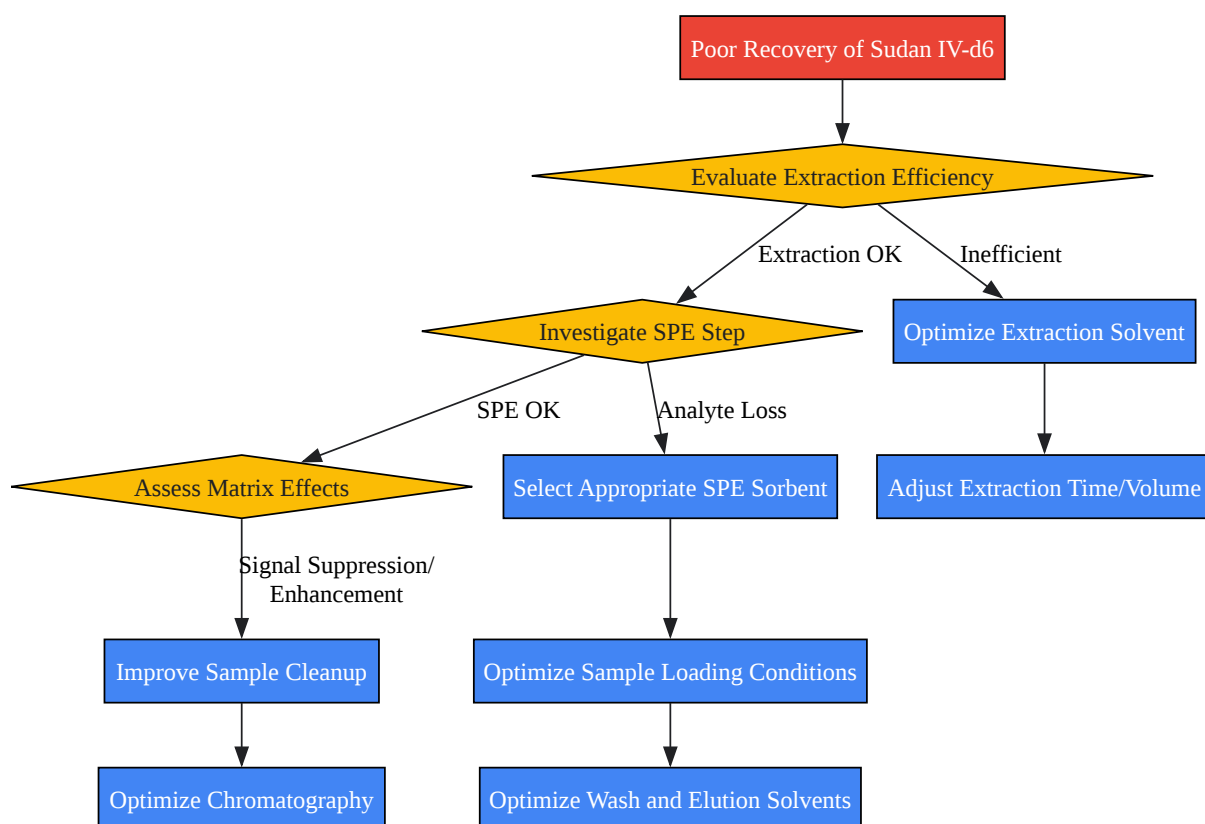 Poor Recovery of Sudan IV-d6
Evaluate Extraction Efficiency
Extraction OK
Inefficient
Investigate SPE Step
Optimize Extraction Solvent
SPE OK
Analyte Loss
Assess Matrix Effects
Select Appropriate SPE Sorbent
Adjust Extraction Time/Volume
Signal Suppression/
Enhancement
Improve Sample Cleanup
Optimize Sample Loading Conditions
Optimize Chromatography
Optimize Wash and Elution Solvents